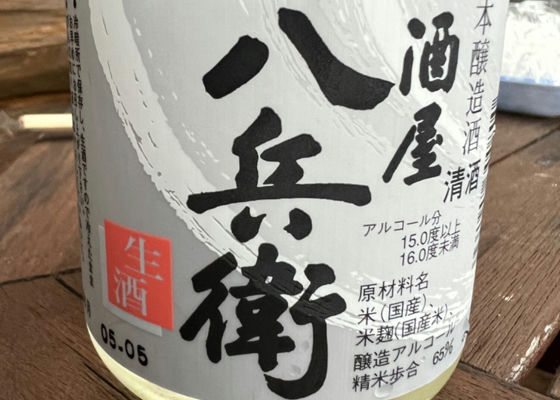 酒屋
八兵衛
本醸造酒
清酒
アルコール分
15.0度以上
16.0度未満
原材料名
米(国産)、
米麹(国産米)、
醸造アルコール
精米歩合 65%
生酒
05-05